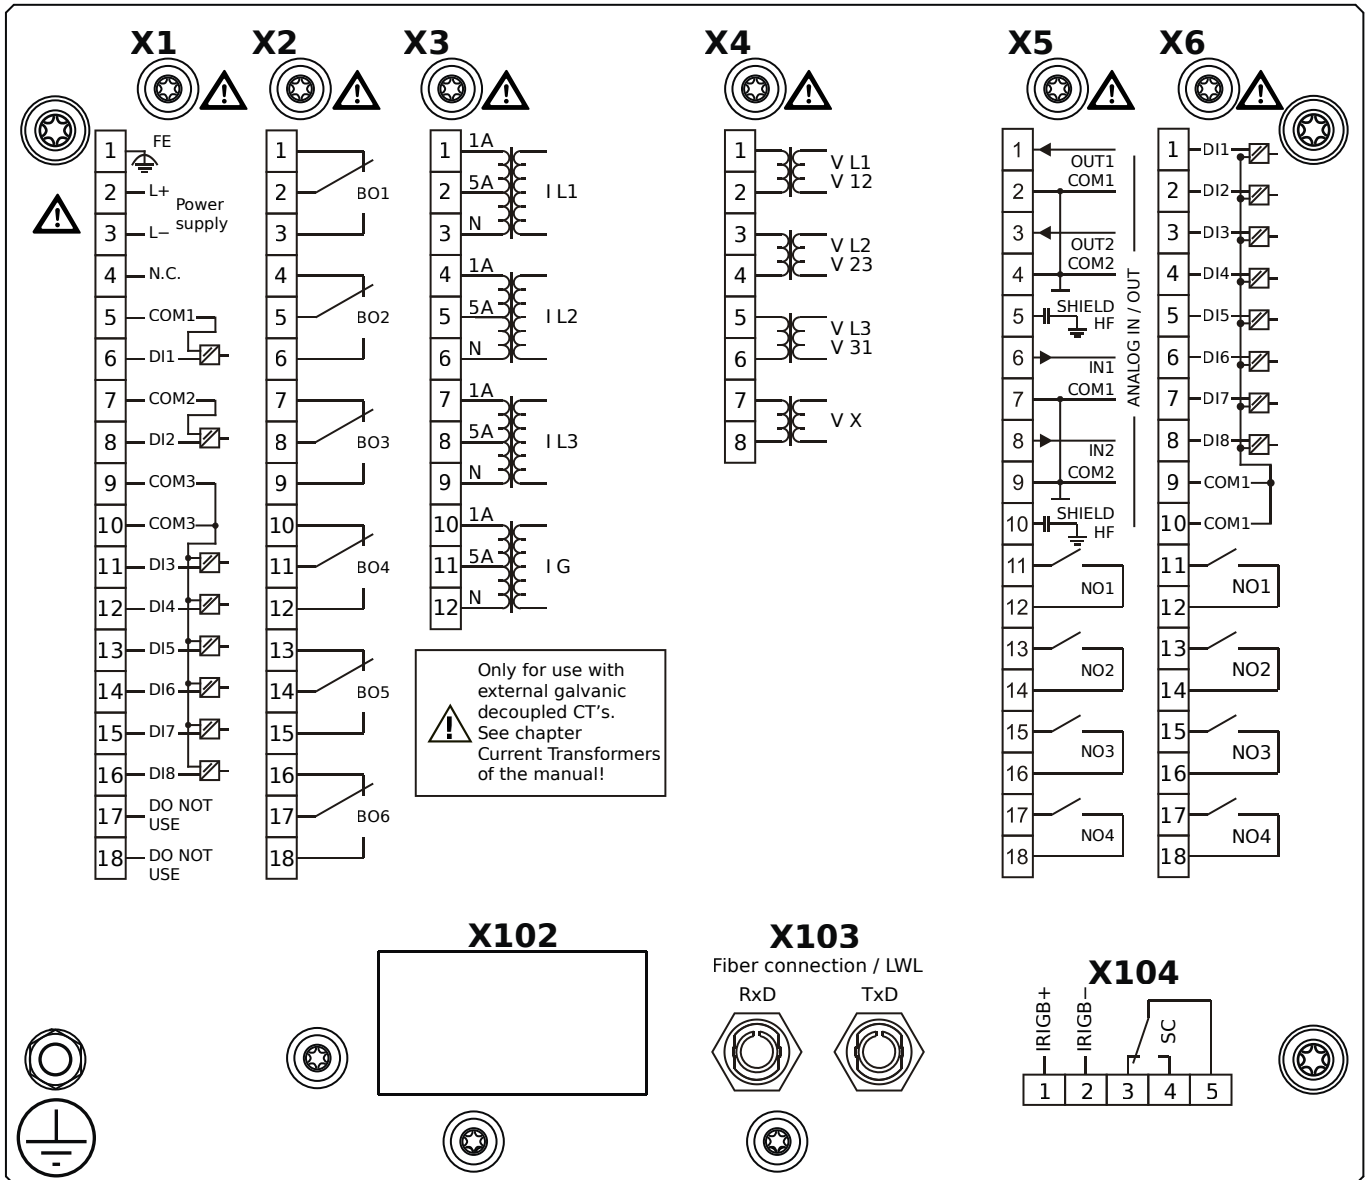 X1
1
FE
2
L+
Power
supply
3
L−
4
N.C.
5
COM1
6
DI1
7
COM2
8
DI2
9
COM3
10
COM3
11
DI3
12
DI4
13
DI5
14
DI6
15
DI7
16
DI8
17
DO NOT
USE
18
DO NOT
USE
X2
1
2
BO1
3
4
5
BO2
6
7
8
BO3
9
10
11
BO4
12
13
14
BO5
15
16
17
BO6
18
X3
1
1A
2
5A
I L1
3
N
4
1A
5
5A
I L2
6
N
7
1A
8
5A
I L3
9
N
10
1A
11
5A
I G
12
N
Only for use with
external galvanic
decoupled CT's.
See chapter
Current Transformers
of the manual!
X4
1
2
V L1
V 12
3
4
V L2
V 23
5
6
V L3
V 31
7
8
V X
X5
1
OUT1
2
COM1
3
OUT2
4
COM2
5
SHIELD
HF
6
IN1
7
COM1
8
IN2
9
COM2
10
SHIELD
HF
ANALOG IN / OUT
11
NO1
12
13
NO2
14
15
NO3
16
17
NO4
18
X6
1
DI1
2
DI2
3
DI3
4
DI4
5
DI5
6
DI6
7
DI7
8
DI8
9
COM1
10
COM1
11
NO1
12
13
NO2
14
15
NO3
16
17
NO4
18
X102
X103
Fiber connection / LWL
RxD
TxD
X104
IRIGB+
IRIGB−
SC
1 2 3 4 5